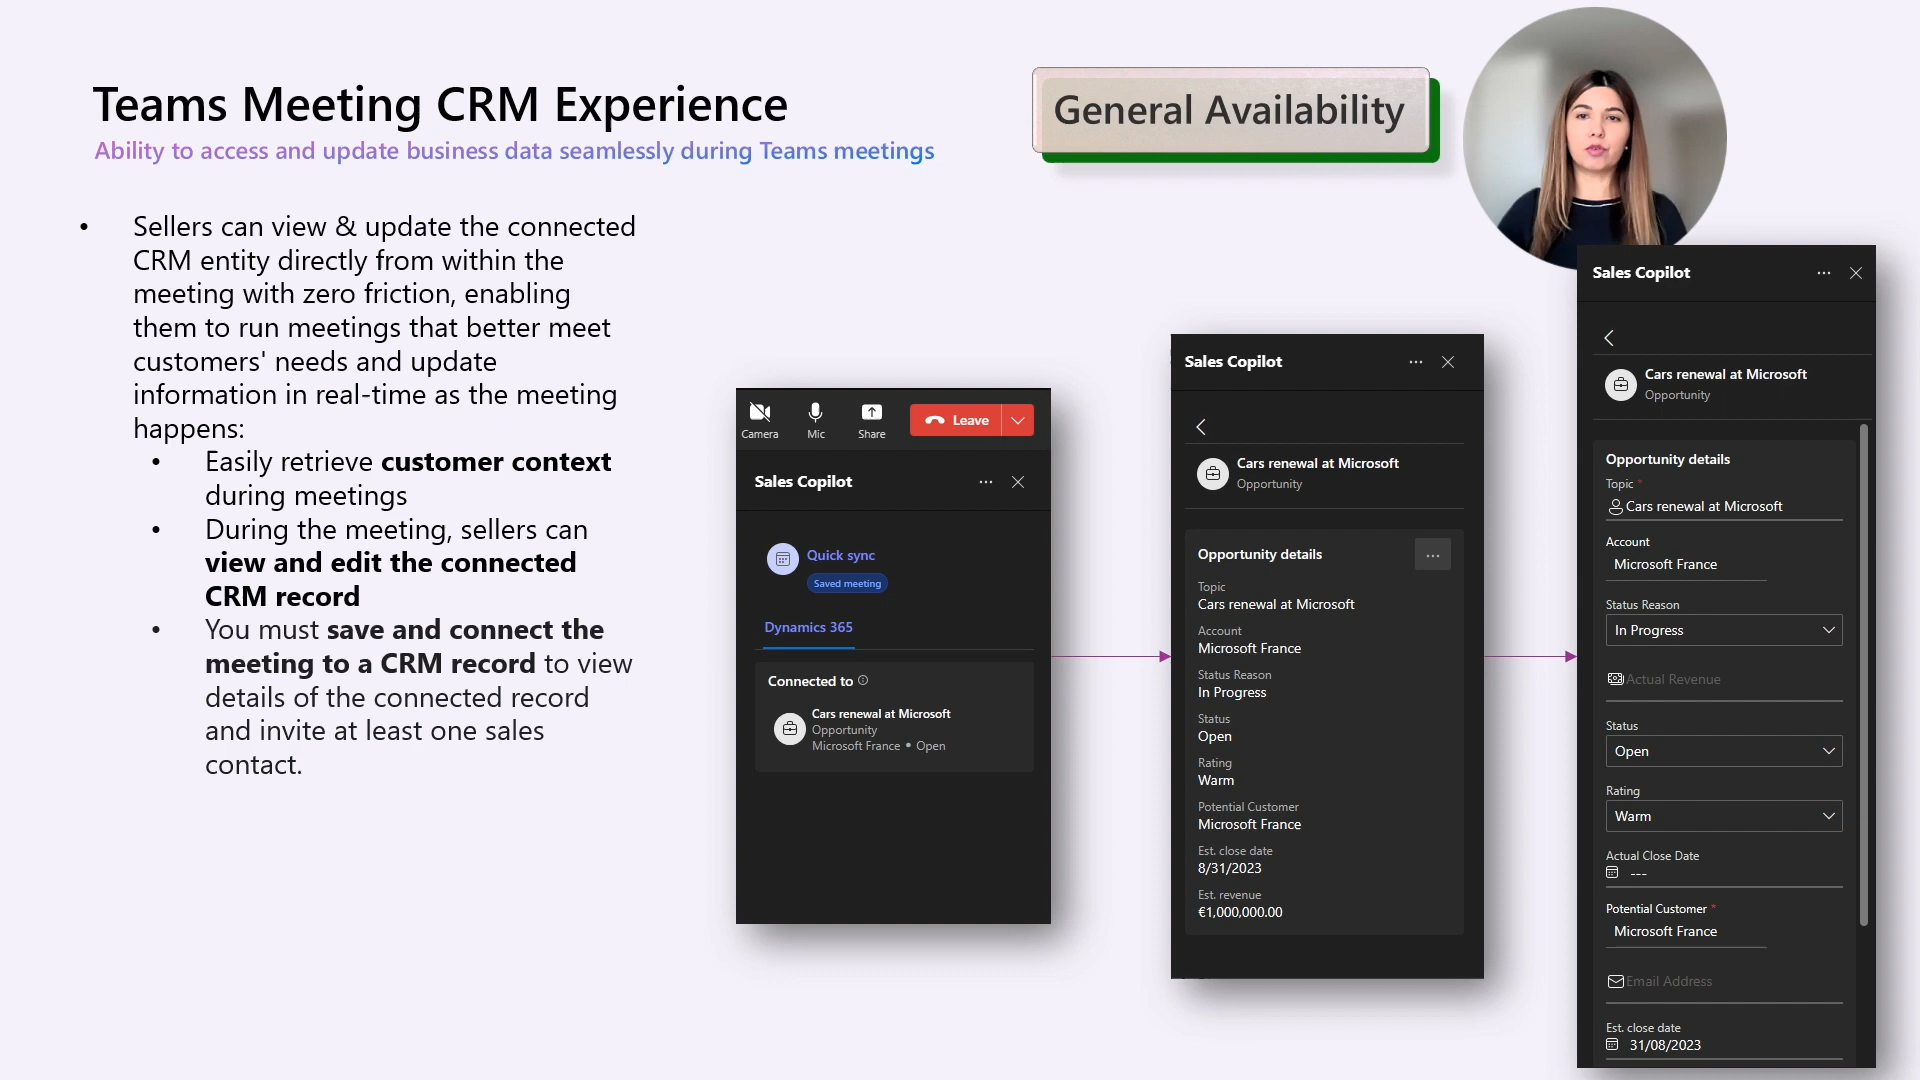 Teams Meeting CRM Experience
Ability to access and update business data seamlessly during Teams meetings
General Availability
• Sellers can view & update the connected
CRM entity directly from within the
meeting with zero friction, enabling
them to run meetings that better meet
customers' needs and update
information in real-time as the meeting
happens:
• Easily retrieve customer context
during meetings
• During the meeting, sellers can
view and edit the connected
CRM record
• You must save and connect the
meeting to a CRM record to view
details of the connected record
and invite at least one sales
contact.
Camera
Mic
Share
Leave
Sales Copilot
Quick sync
Saved meeting
Dynamics 365
Connected to
Cars renewal at Microsoft
Opportunity
Microsoft France • Open
Sales Copilot
Cars renewal at Microsoft
Opportunity
Opportunity details
Topic
Cars renewal at Microsoft
Account
Microsoft France
Status Reason
In Progress
Status
Open
Rating
Warm
Potential Customer
Microsoft France
Est. close date
8/31/2023
Est. revenue
€1,000,000.00
Sales Copilot
Cars renewal at Microsoft
Opportunity
Opportunity details
Topic *
Cars renewal at Microsoft
Account
Microsoft France
Status Reason
In Progress
Actual Revenue
Status
Open
Rating
Warm
Actual Close Date
---
Potential Customer *
Microsoft France
Email Address
Est. close date
31/08/2023